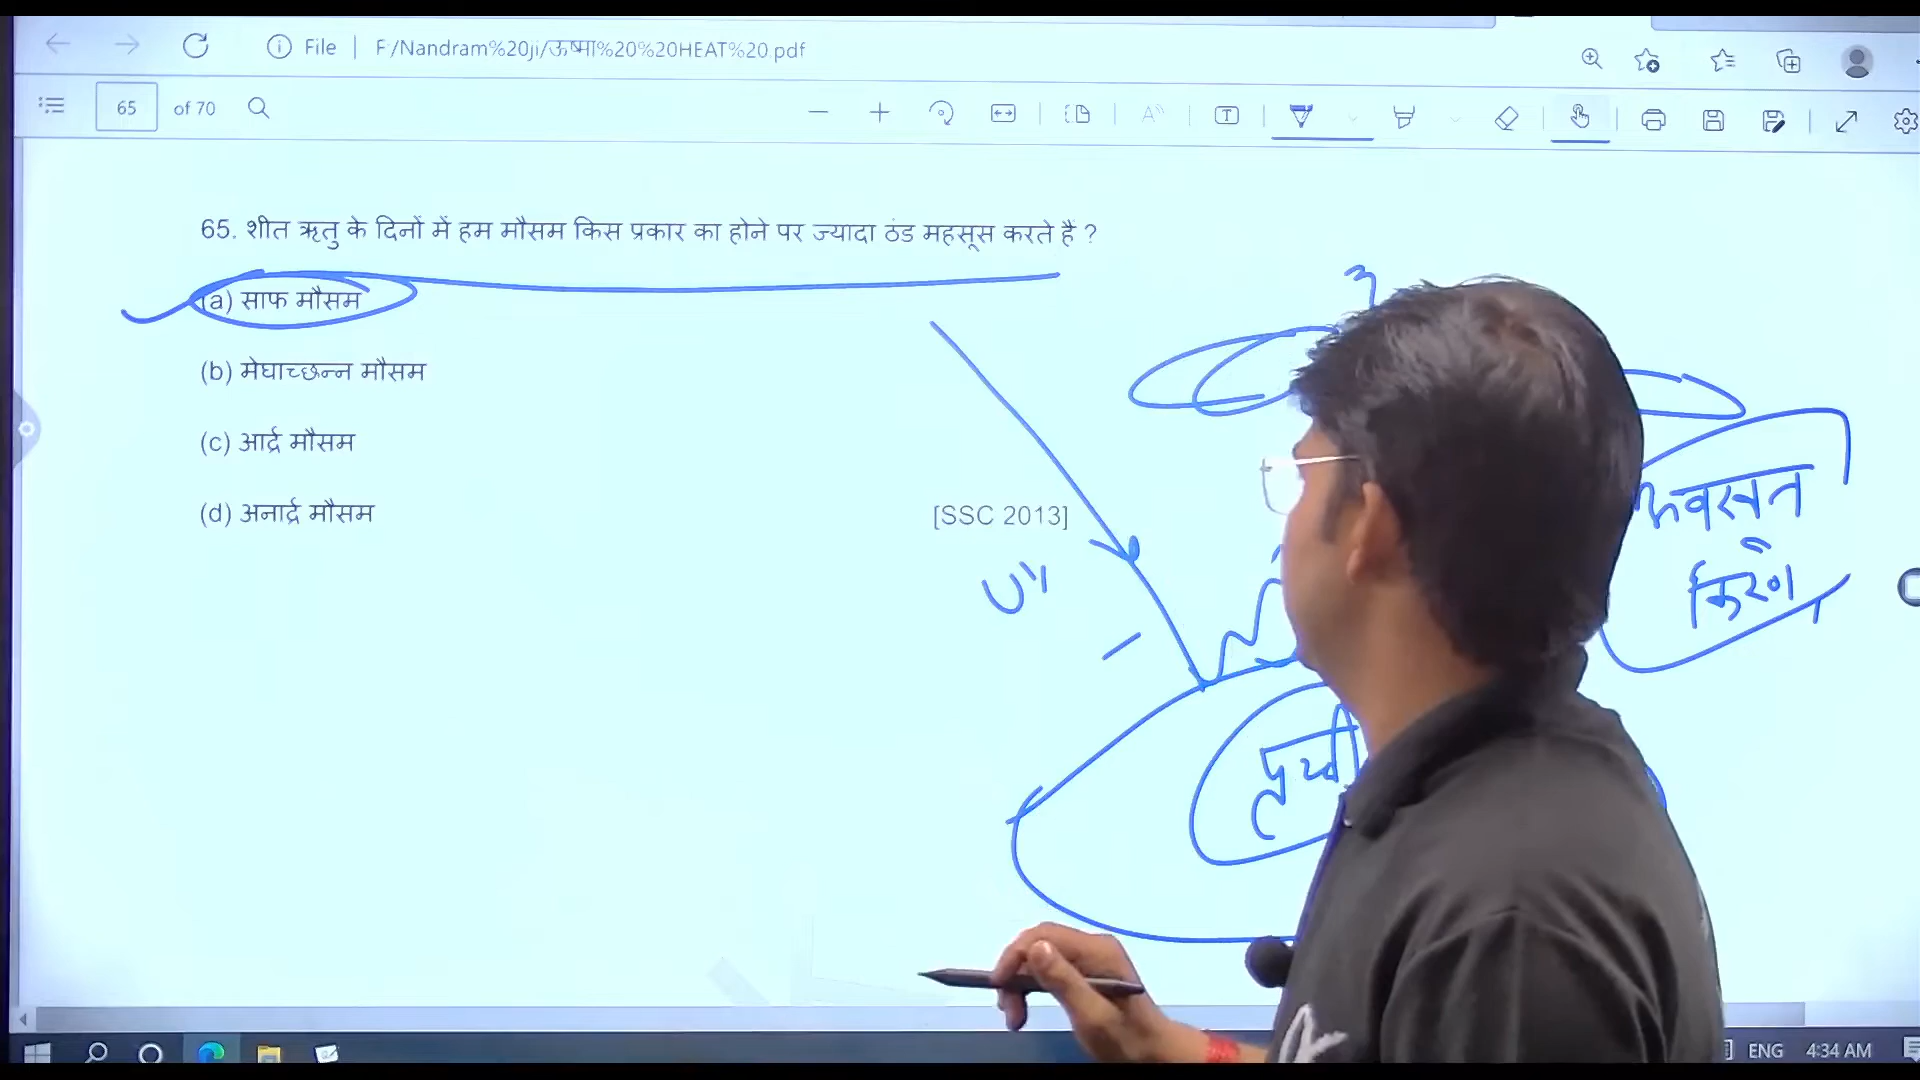 File | F:/Nandram%20ji/ऊष्मा%20%20HEAT%20.pdf
65 of 70
65. शीत ऋतु के दिनों में हम मौसम किस प्रकार का होने पर ज्यादा ठंड महसूस करते है ?
(a) साफ मौसम
(b) मेघाच्छन्न मौसम
(c) आर्द्र मौसम
(d) अनार्द्र मौसम
[SSC 2013]
किरण
पृथ्वी
ENG 4:34 AM